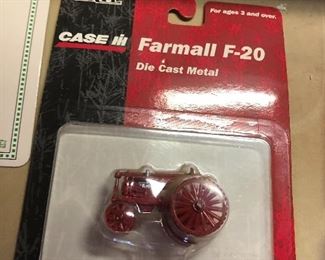 For ages 3 and over.
CASE IH Farmall F-20
Die Cast Metal